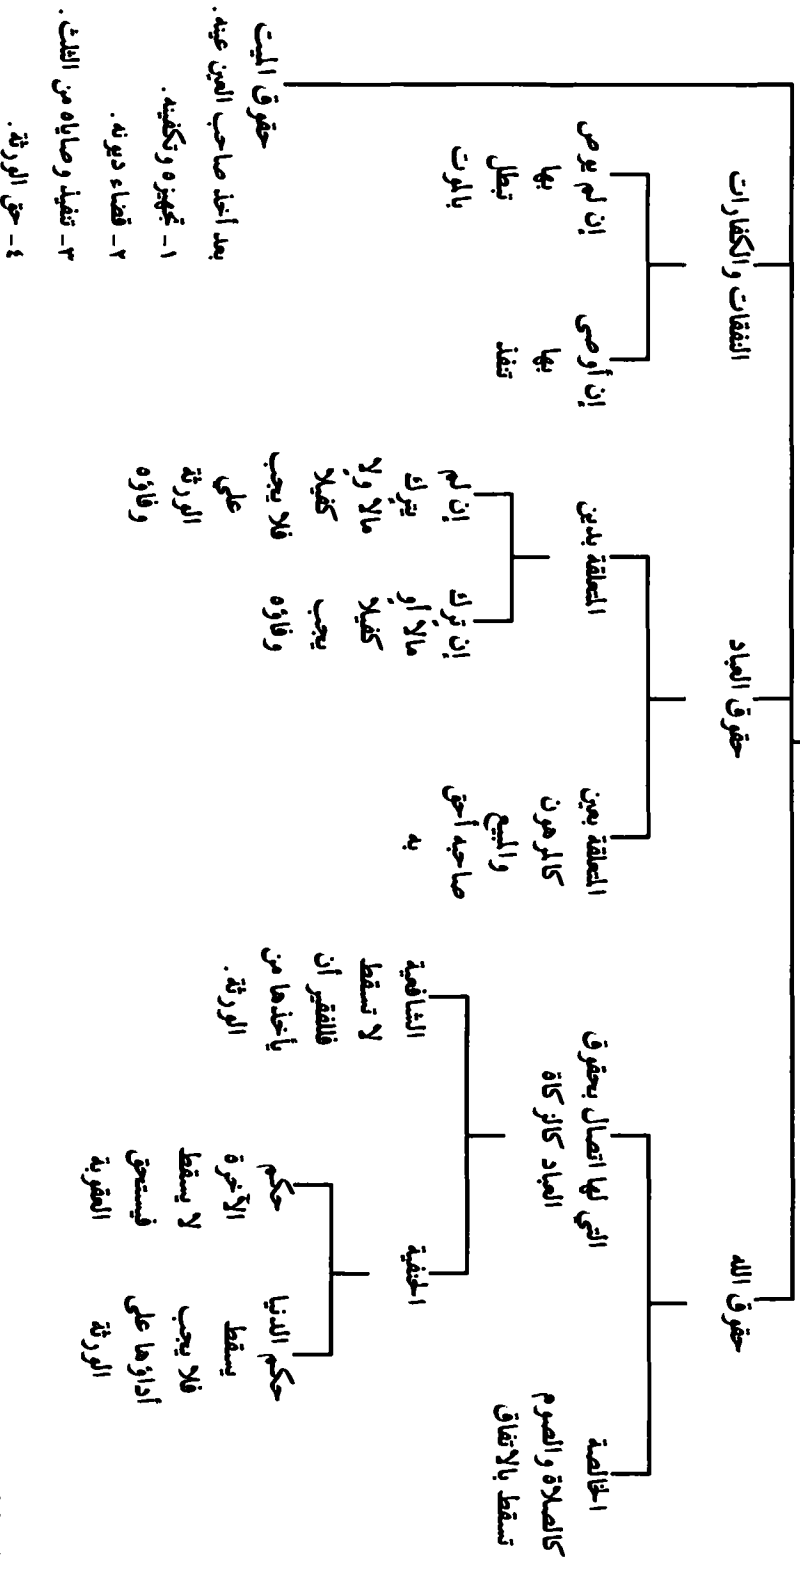 حقوق الله
الخالصة
كالصلاة والصوم
تسقط بالاتفاق
التي لها اتصال بحقوق
العباد كالزكاة
الحنفية
حكم الدنيا
يسقط
فلا يجب
أداؤها على
الورثة
حكم
الآخرة
لا يسقط
فيستحق
العقوبة
الشافعية
لا تسقط
فللفقير أن
يأخذها من
الورثة.
حقوق العباد
المتعلقة بعين
كالمرهون
والمبيع
صاحبه أحق
به
المتعلقة بدين
إن ترك
مالا أو
كفيلا
يجب
وفاؤه
إن لم
يترك
مالا ولا
كفيلا
فلا يجب
على
الورثة
وفاؤه
النفقات والكفارات
إن أوصى
بها
تنفذ
إن لم يوص
بها
تبطل
بالموت
حقوق الميت
بعد أخذ صاحب العين عينه.
١ - تجهيزه وتكفينه.
٢ - قضاء ديونه.
٣ - تنفيذ وصاياه من الثلث.
٤ - حق الورثة.